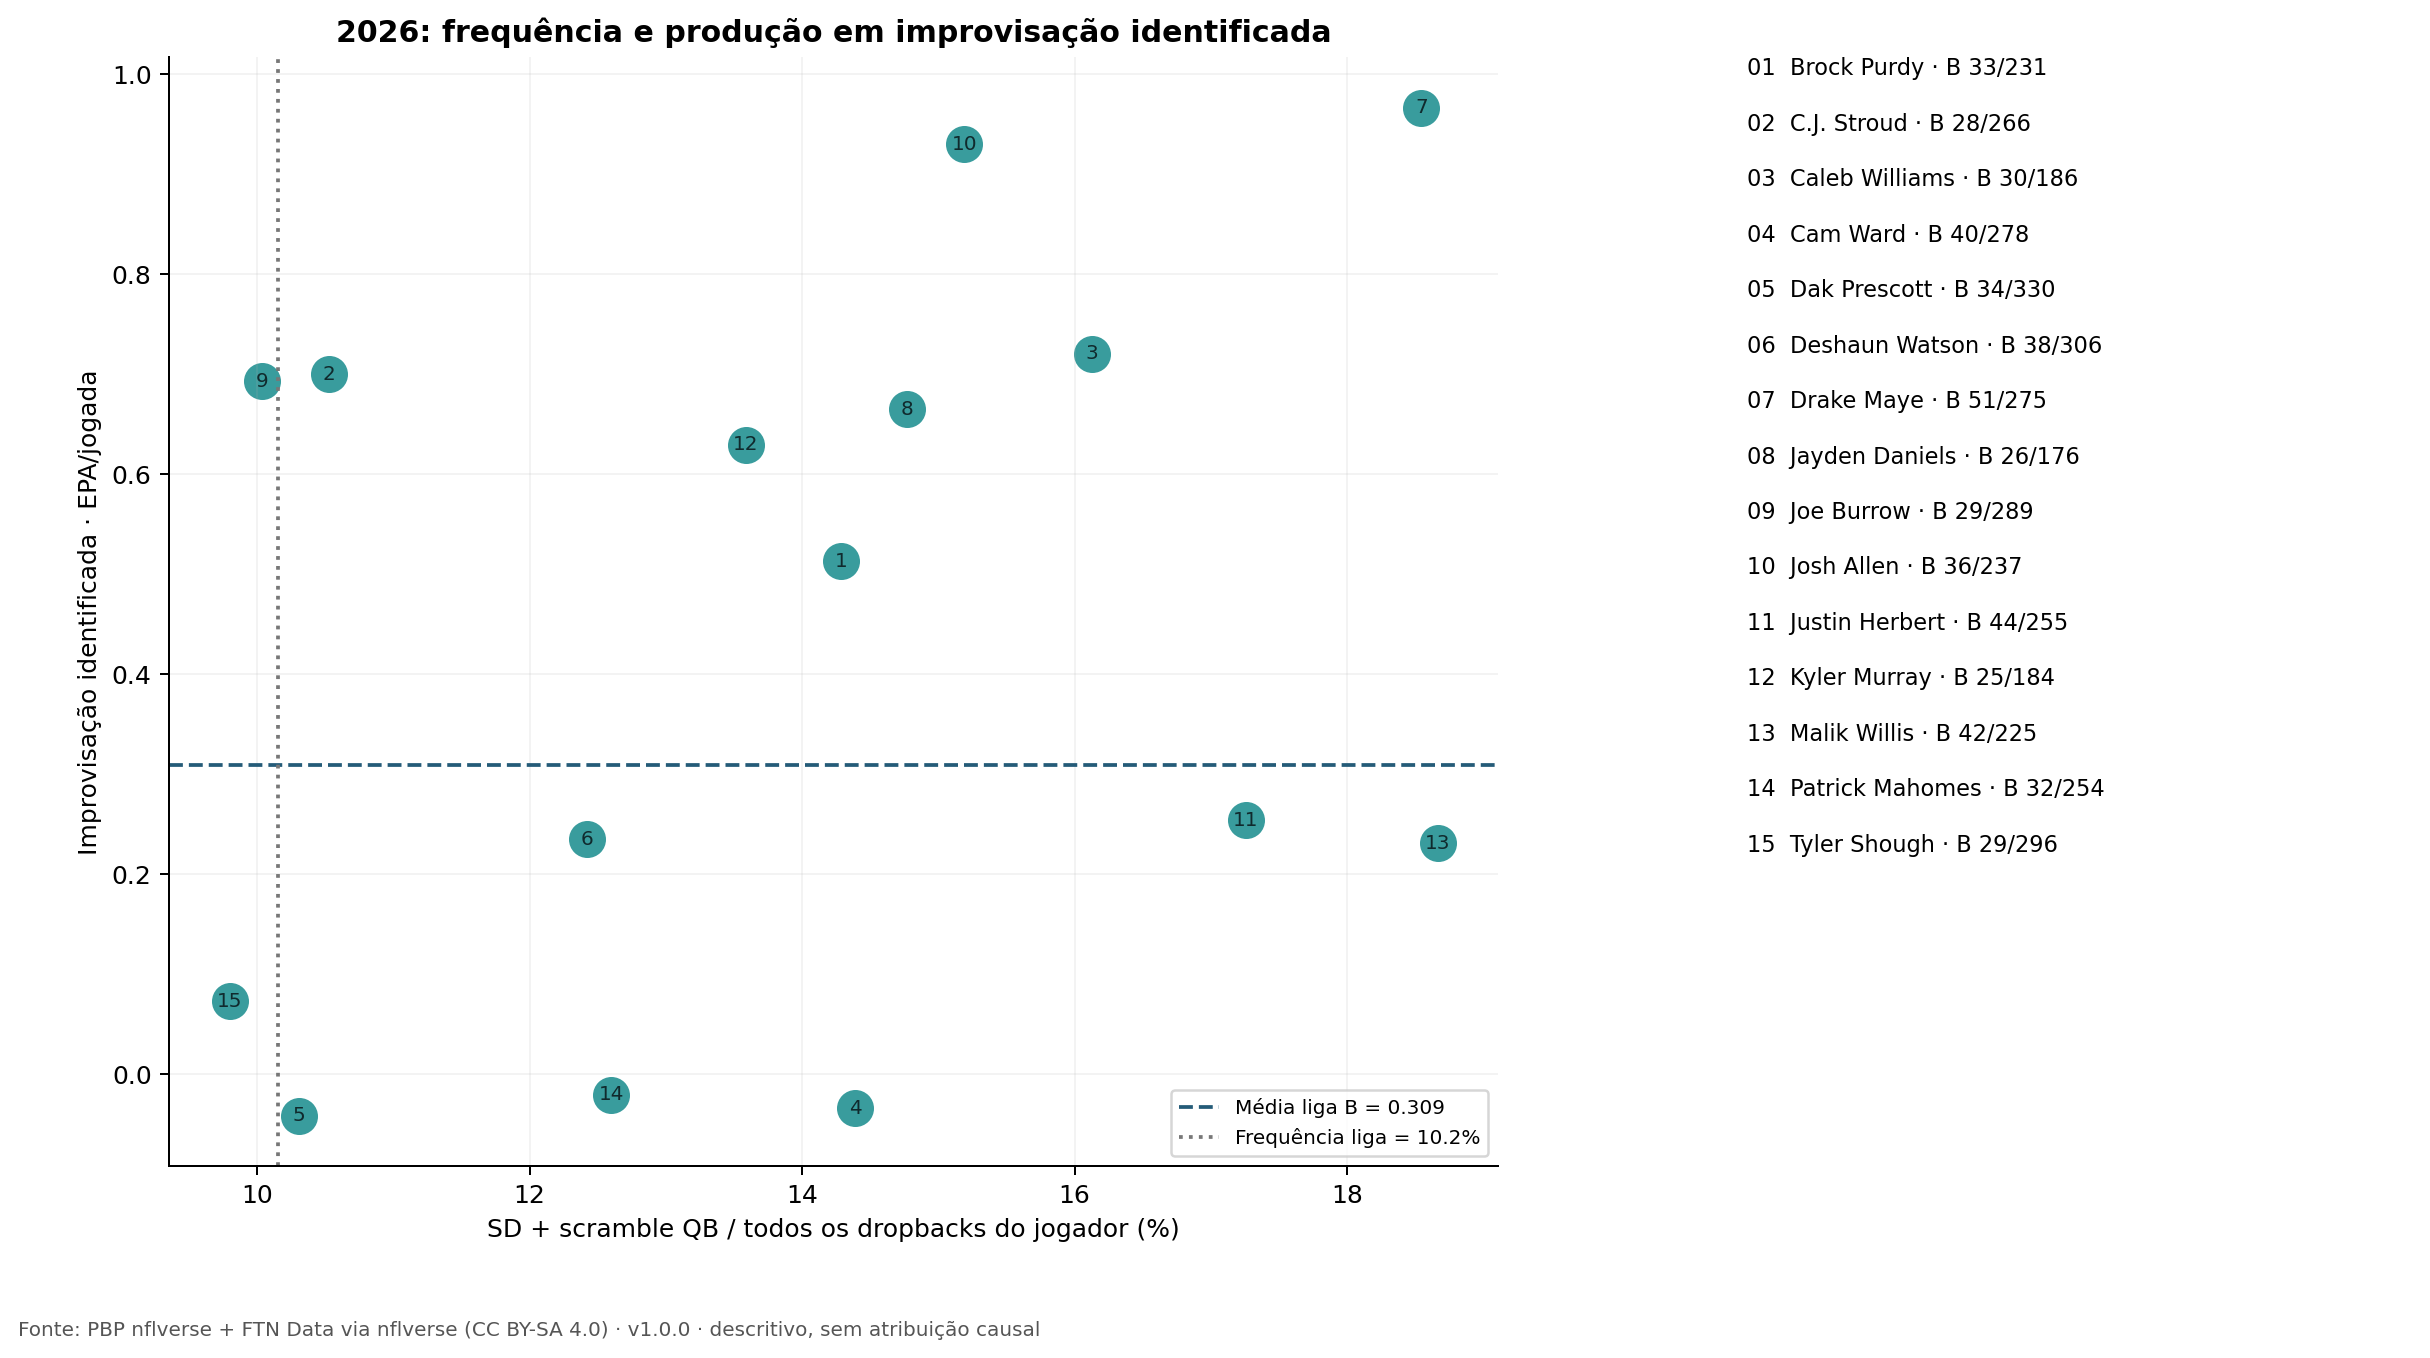 2026: frequência e produção em improvisação identificada
Improvisação identificada · EPA/jogada
1.0
0.8
0.6
0.4
0.2
0.0
7
10
3
9
2
8
12
1
6
11
13
15
5
14
4
Média liga B = 0.309
Frequência liga = 10.2%
10
12
14
16
18
SD + scramble QB / todos os dropbacks do jogador (%)
01 Brock Purdy · B 33/231
02 C.J. Stroud · B 28/266
03 Caleb Williams · B 30/186
04 Cam Ward · B 40/278
05 Dak Prescott · B 34/330
06 Deshaun Watson · B 38/306
07 Drake Maye · B 51/275
08 Jayden Daniels · B 26/176
09 Joe Burrow · B 29/289
10 Josh Allen · B 36/237
11 Justin Herbert · B 44/255
12 Kyler Murray · B 25/184
13 Malik Willis · B 42/225
14 Patrick Mahomes · B 32/254
15 Tyler Shough · B 29/296
Fonte: PBP nflverse + FTN Data via nflverse (CC BY-SA 4.0) · v1.0.0 · descritivo, sem atribuição causal